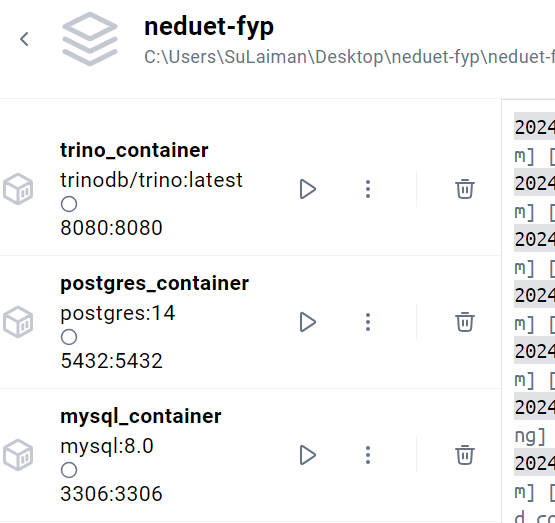 neduet-fyp
C:\Users\SuLaiman\Desktop\neduet-fyp\neduet-f
trino_container
trinodb/trino:latest
8080:8080
postgres_container
postgres:14
5432:5432
mysql_container
mysql:8.0
3306:3306
2024
m] [
2024
m] [
2024
m] [
2024
m] [
2024
m] [
2024
ng]
2024
m] [
d co